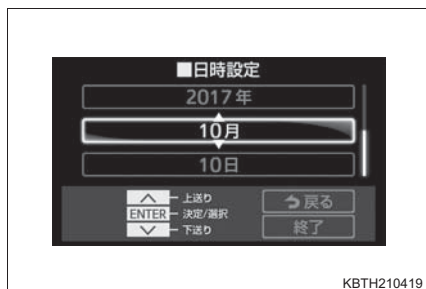 ■日時設定
2017年
10月
10日
上送り
ENTER 決定/選択
下送り
戻る
終了
KBTH210419